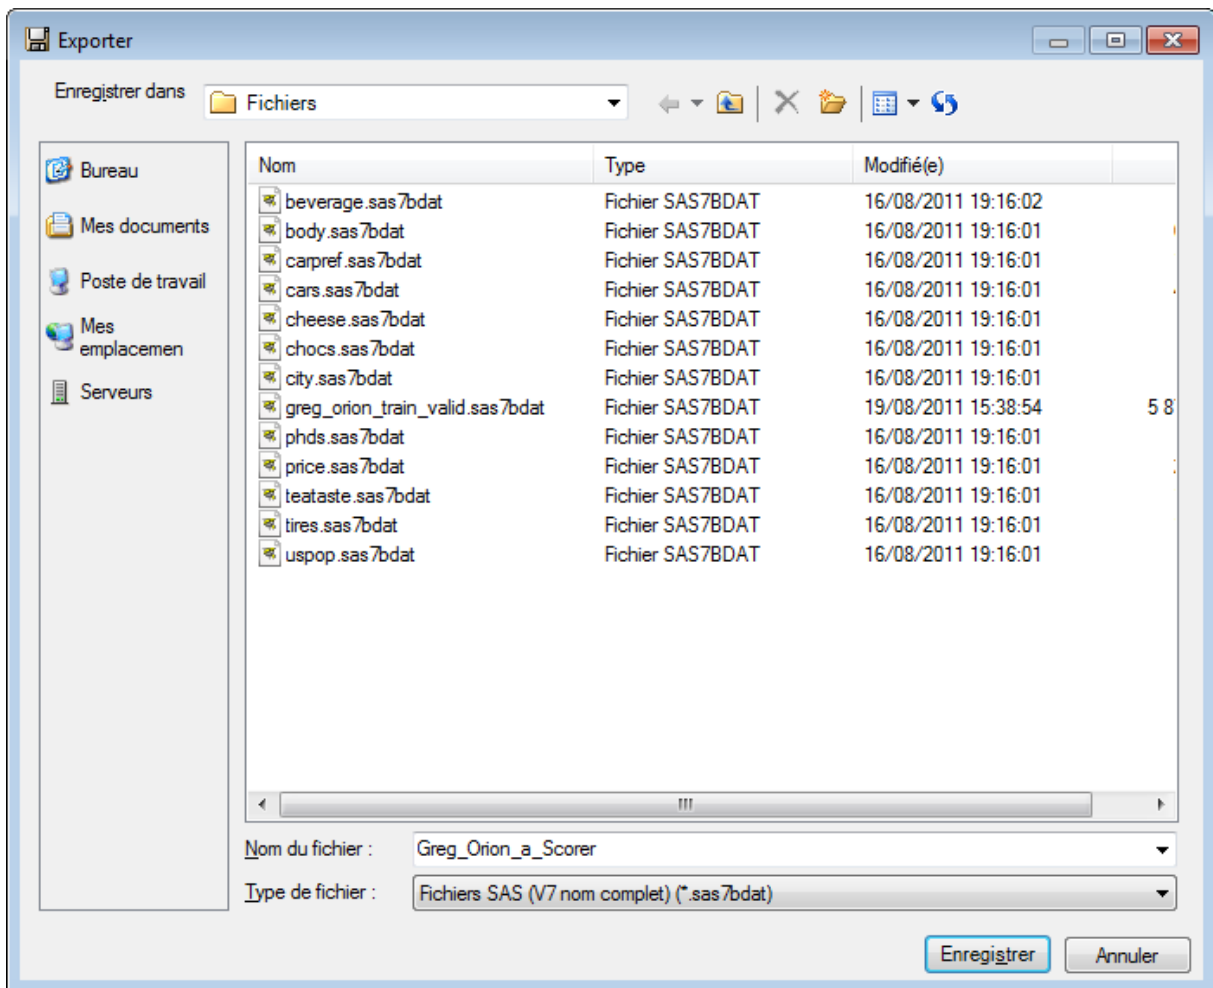 Exporter
Enregistrer dans Fichiers
Bureau
Mes documents
Poste de travail
Mes
emplacemen
Serveurs
Nom Type Modifié(e)
beverage.sas7bdat Fichier SAS7BDAT 16/08/2011 19:16:02
body.sas7bdat Fichier SAS7BDAT 16/08/2011 19:16:01
carpref.sas7bdat Fichier SAS7BDAT 16/08/2011 19:16:01
cars.sas7bdat Fichier SAS7BDAT 16/08/2011 19:16:01
cheese.sas7bdat Fichier SAS7BDAT 16/08/2011 19:16:01
chocs.sas7bdat Fichier SAS7BDAT 16/08/2011 19:16:01
city.sas7bdat Fichier SAS7BDAT 16/08/2011 19:16:01
greg_orion_train_valid.sas7bdat Fichier SAS7BDAT 19/08/2011 15:38:54 5 8
phds.sas7bdat Fichier SAS7BDAT 16/08/2011 19:16:01
price.sas7bdat Fichier SAS7BDAT 16/08/2011 19:16:01
teataste.sas7bdat Fichier SAS7BDAT 16/08/2011 19:16:01
tires.sas7bdat Fichier SAS7BDAT 16/08/2011 19:16:01
uspop.sas7bdat Fichier SAS7BDAT 16/08/2011 19:16:01
Nom du fichier : Greg_Orion_a_Scorer
Type de fichier : Fichiers SAS (V7 nom complet) (*.sas7bdat)
Enregistrer Annuler